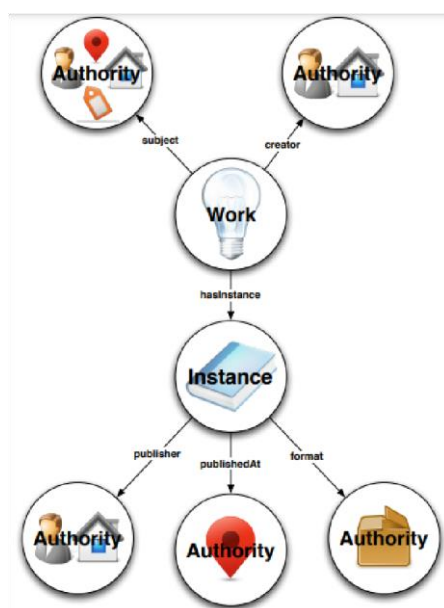 Authority
Authority
subject
creator
Work
hasInstance
Instance
publisher
publishedAt
format
Authority
Authority
Authority